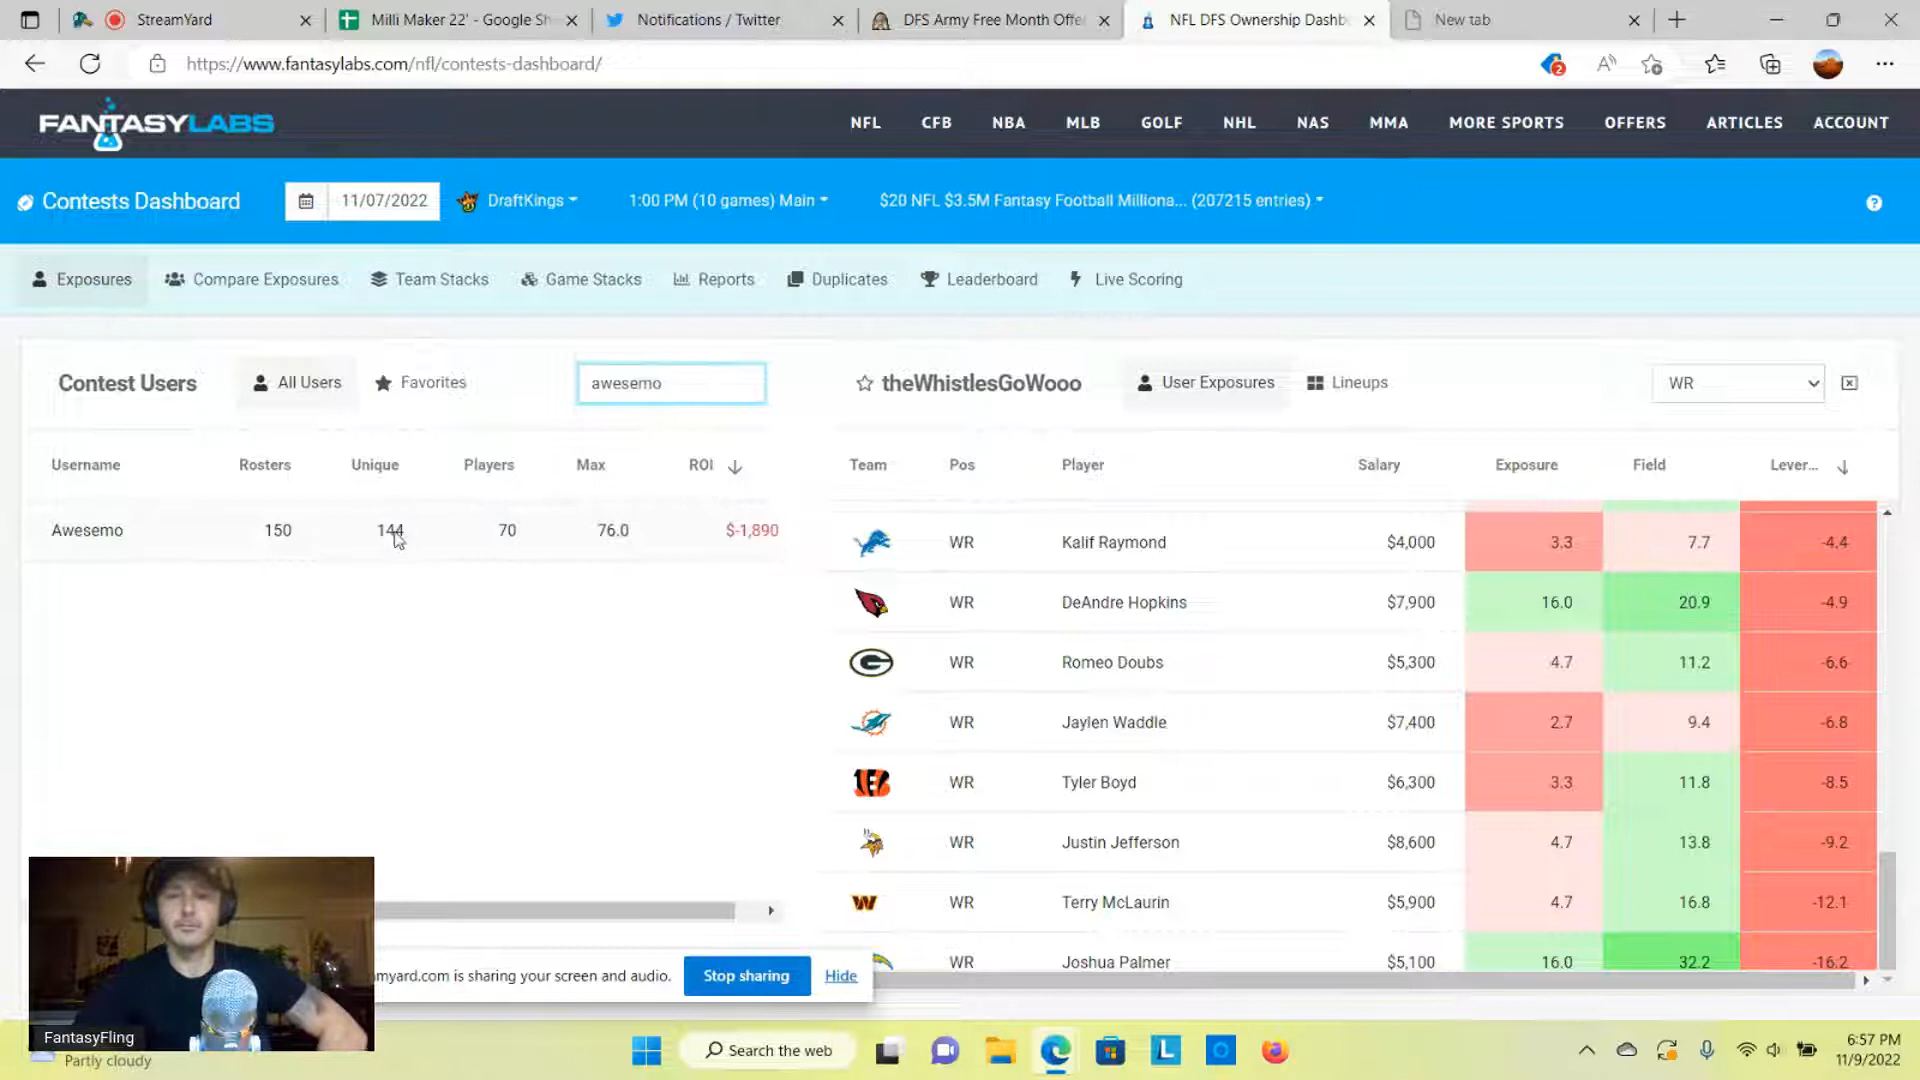 StreamYard
Milli Maker 22' - Google Sh
Notifications / Twitter
DFS Army Free Month Offe
NFL DFS Ownership Dashb
New tab
https://www.fantasylabs.com/nfl/contests-dashboard/
2
FANTASYLABS
NFL CFB NBA MLB GOLF NHL NAS MMA MORE SPORTS OFFERS ARTICLES ACCOUNT
Contests Dashboard 11/07/2022 DraftKings 1:00 PM (10 games) Main $20 NFL $3.5M Fantasy Football Milliona... (207215 entries) ?
Exposures Compare Exposures Team Stacks Game Stacks Reports Duplicates Leaderboard Live Scoring
Contest Users All Users Favorites awesemo
Username Rosters Unique Players Max ROI
Awesemo 150 144 70 76.0 $-1,890
theWhistlesGoWooo User Exposures Lineups WR
Team Pos Player Salary Exposure Field Lever...
WR Kalif Raymond $4,000 3.3 7.7 -4.4
WR DeAndre Hopkins $7,900 16.0 20.9 -4.9
WR Romeo Doubs $5,300 4.7 11.2 -6.6
WR Jaylen Waddle $7,400 2.7 9.4 -6.8
WR Tyler Boyd $6,300 3.3 11.8 -8.5
WR Justin Jefferson $8,600 4.7 13.8 -9.2
WR Terry McLaurin $5,900 4.7 16.8 -12.1
WR Joshua Palmer $5,100 16.0 32.2 -16.2
amyard.com is sharing your screen and audio. Stop sharing Hide
FantasyFling
Partly cloudy
Search the web
6:57 PM
11/9/2022